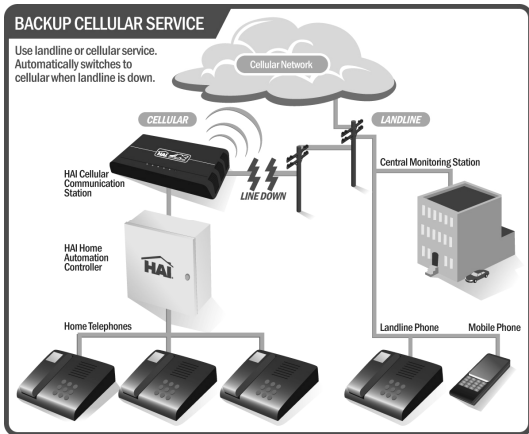 BACKUP CELLULAR SERVICE
Use landline or cellular service.
Automatically switches to
cellular when landline is down.
Cellular Network
CELLULAR
LANDLINE
HAI
Central Monitoring Station
HAI Cellular
Communication
Station
LINE DOWN
HAI Home
Automation
Controller
HAI
Home Telephones
Landline Phone
Mobile Phone